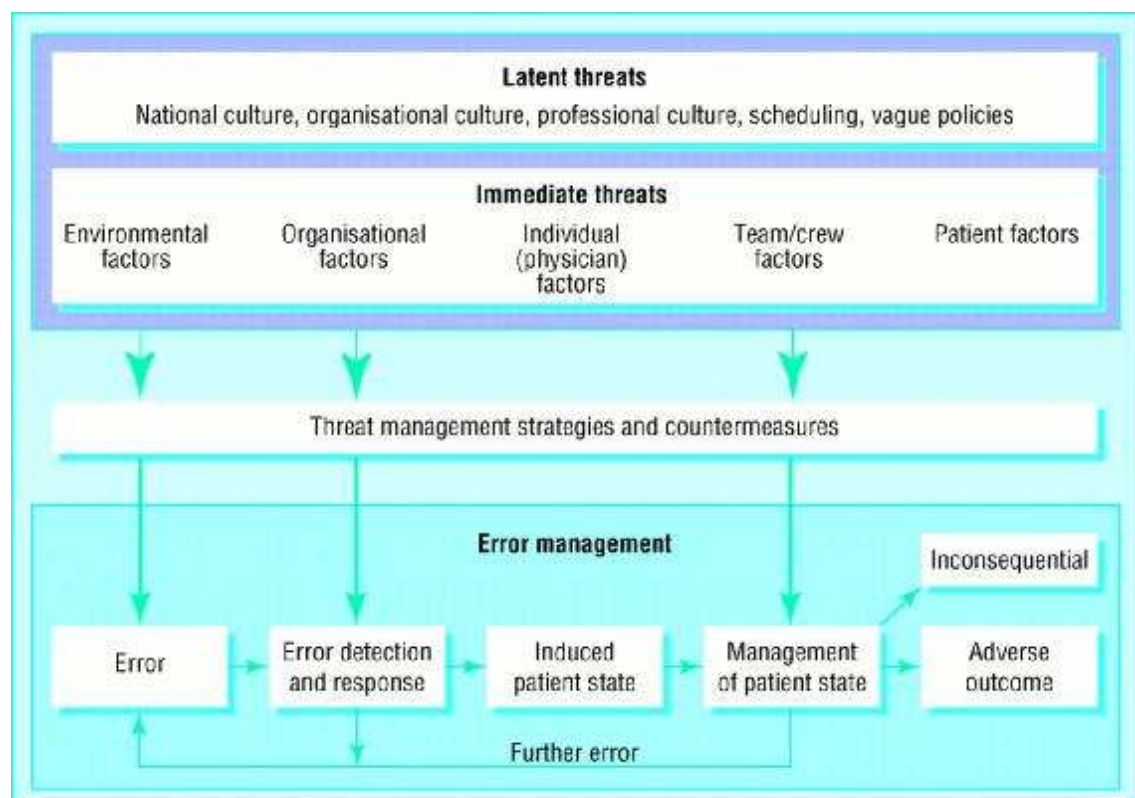 Latent threats
National culture, organisational culture, professional culture, scheduling, vague policies
Immediate threats
Environmental
factors
Organisational
factors
Individual
(physician)
factors
Team/crew
factors
Patient factors
Threat management strategies and countermeasures
Error management
Inconsequential
Error
Error detection
and response
Induced
patient state
Management
of patient state
Adverse
outcome
Further error